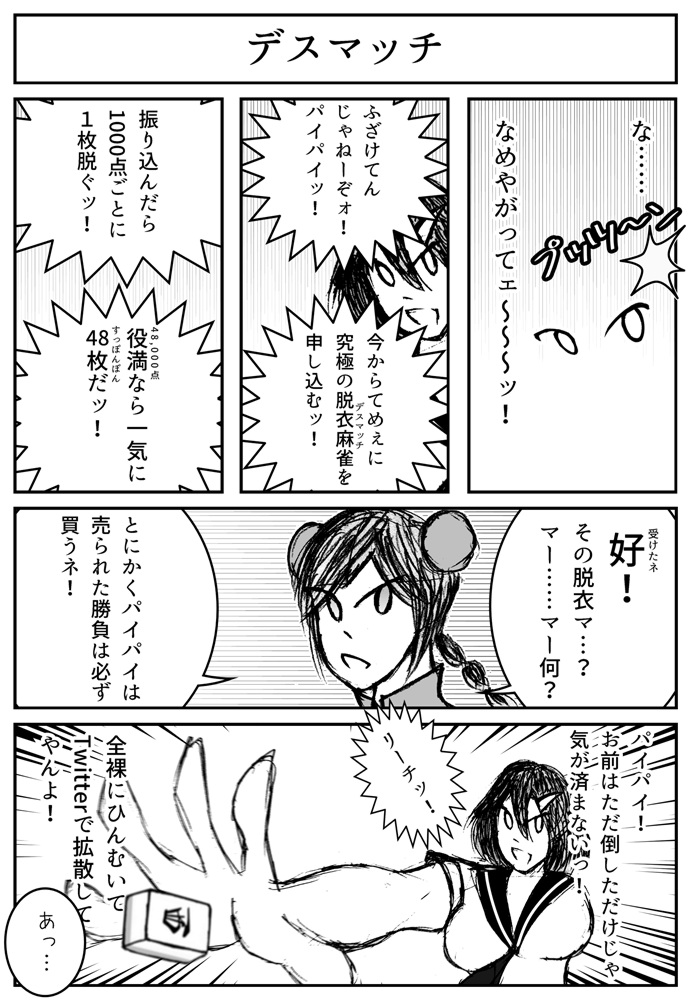 デスマッチ
な……
なめやがってェ～～～ッ！
プッツ～ン
ふざけてん
じゃねーぞォ！
パイパイッ！
今からてめぇに
究極の脱衣麻雀を
デスマッチ
申し込むッ！
振り込んだら
1000点ごとに
１枚脱ぐッ！
役満なら一気に
48,000点
48枚だッ！
すっぽんぽん
好！
受けたネ
その脱衣マ…？
マー……マー何？
とにかくパイパイは
売られた勝負は必ず
買うネ！
パイパイ！
お前はただ倒しただけじゃ
気が済まないっ！
リーチッ！
全裸にひんむいて
Twitterで拡散して
やんよ！
あっ…